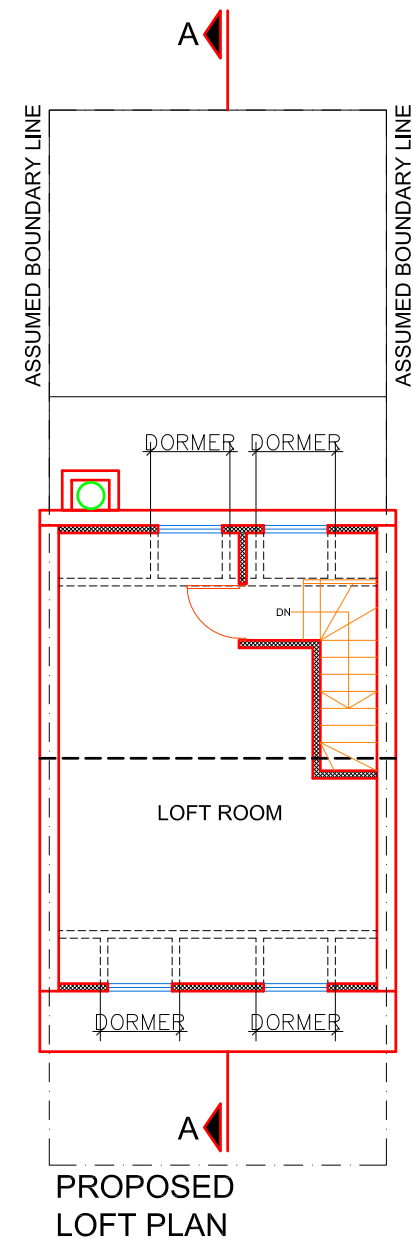 A
ASSUMED BOUNDARY LINE
ASSUMED BOUNDARY LINE
DORMER
DORMER
DN
LOFT ROOM
DORMER
DORMER
A
PROPOSED
LOFT PLAN